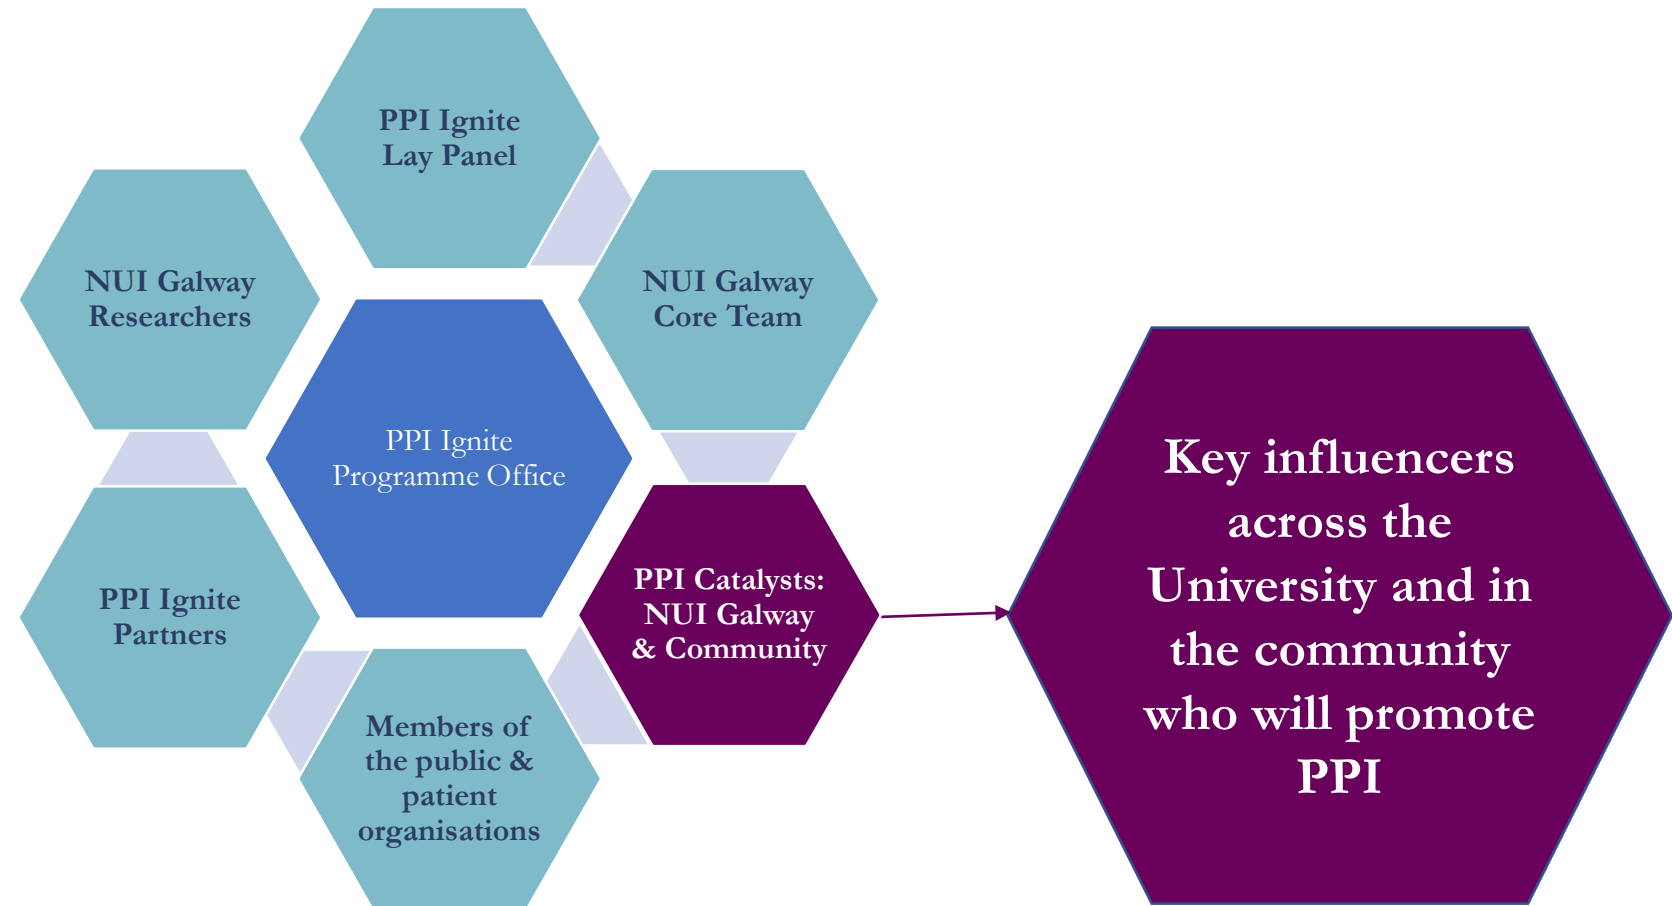 PPI Ignite
Lay Panel
NUI Galway
Researchers
NUI Galway
Core Team
PPI Ignite
Programme Office
PPI Ignite
Partners
PPI Catalysts:
NUI Galway
& Community
Members of
the public &
patient
organisations
Key influencers
across the
University and in
the community
who will promote
PPI